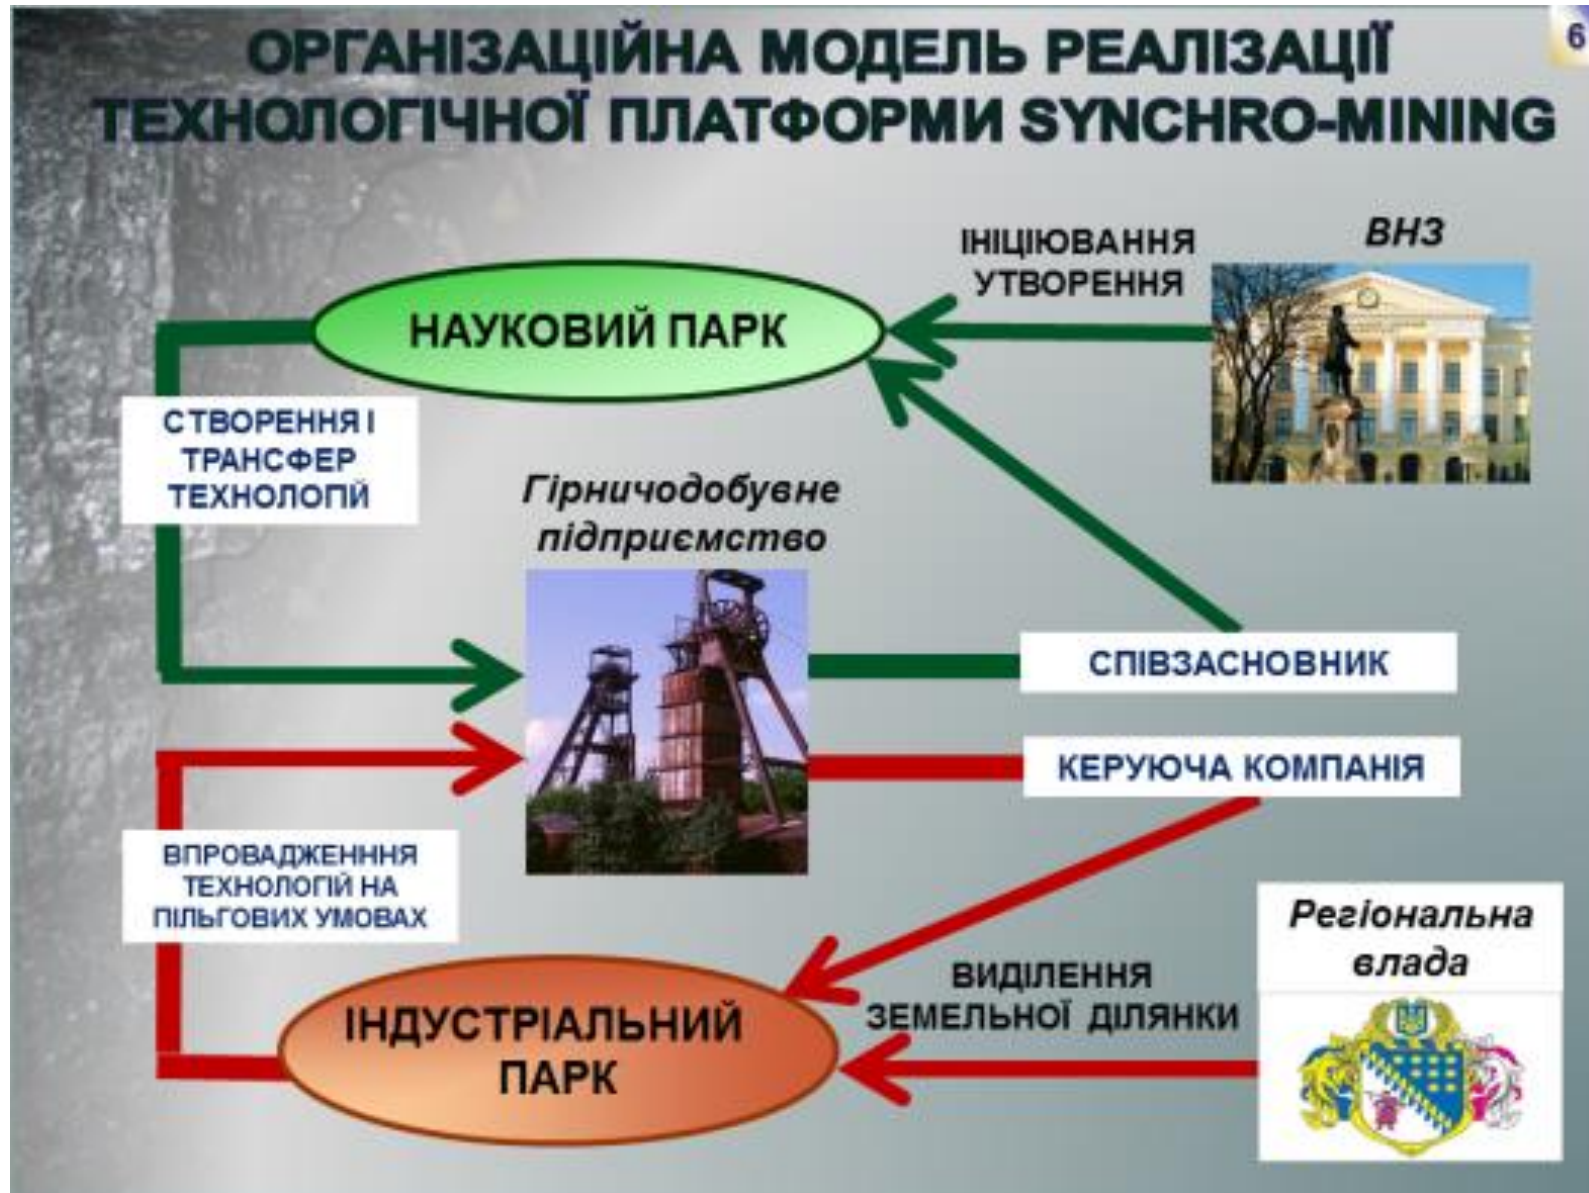 6
ОРГАНІЗАЦІЙНА МОДЕЛЬ РЕАЛІЗАЦІЇ
ТЕХНОЛОГІЧНОЇ ПЛАТФОРМИ SYNCHRO-MINING
ВНЗ
ІНІЦІЮВАННЯ
УТВОРЕННЯ
НАУКОВИЙ ПАРК
СТВОРЕННЯ І
ТРАНСФЕР
ТЕХНОЛОГІЙ
Гірничодобувне
підприємство
СПІВЗАСНОВНИК
КЕРУЮЧА КОМПАНІЯ
ВПРОВАДЖЕНННЯ
ТЕХНОЛОГІЙ НА
ПІЛЬГОВИХ УМОВАХ
Регіональна
влада
ВИДІЛЕННЯ
ЗЕМЕЛЬНОЇ ДІЛЯНКИ
ІНДУСТРІАЛЬНИЙ
ПАРК